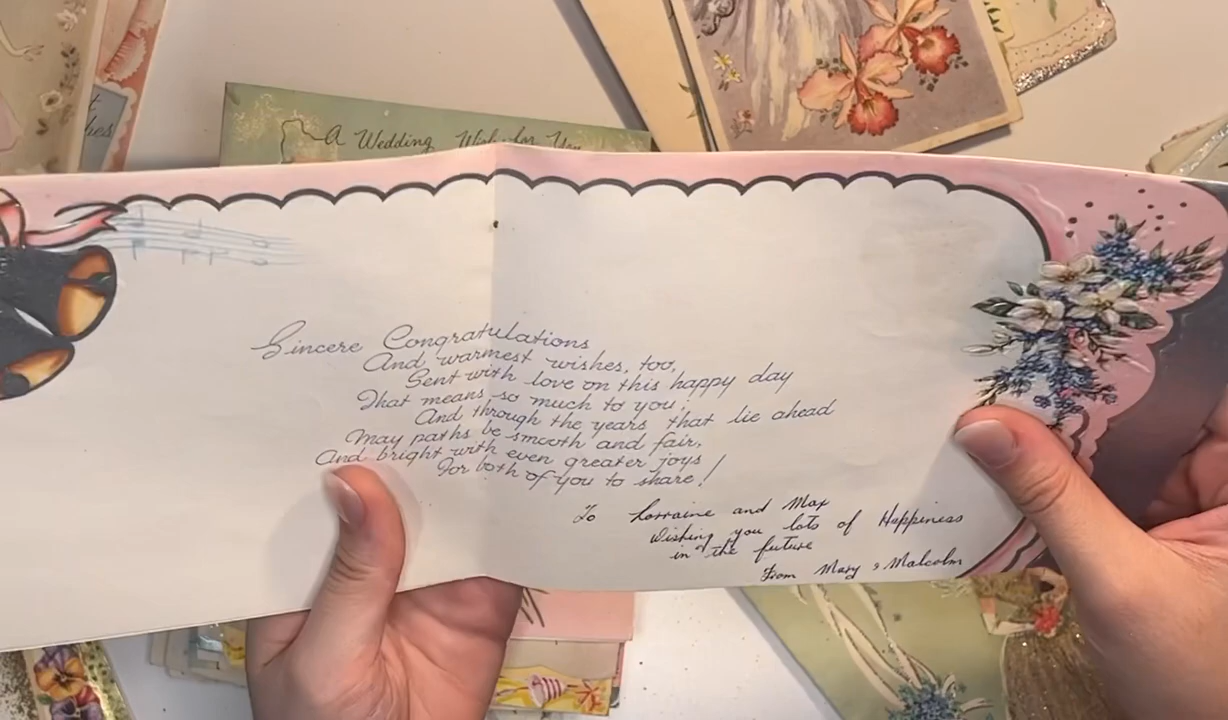 hes
A Wedding Wish for You
Sincere Congratulations
And warmest wishes, too,
Sent with love on this happy day
That means so much to you,
And through the years that lie ahead
May paths be smooth and fair,
And bright with even greater joys
For both of you to share!
To Lorraine and Max
Wishing you lots of Happiness
in the future
From Mary & Malcolm